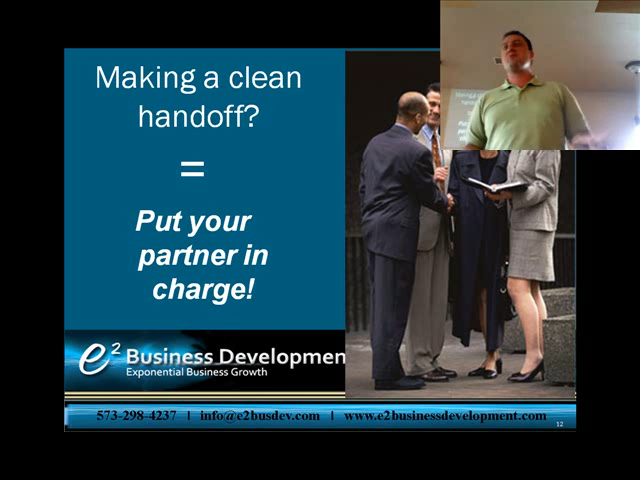 Making a clean
handoff?
=
Put your
partner in
charge!
e2 Business Developmen
Exponential Business Growth
573-298-4237 | info@e2busdev.com | www.e2businessdevelopment.com
12